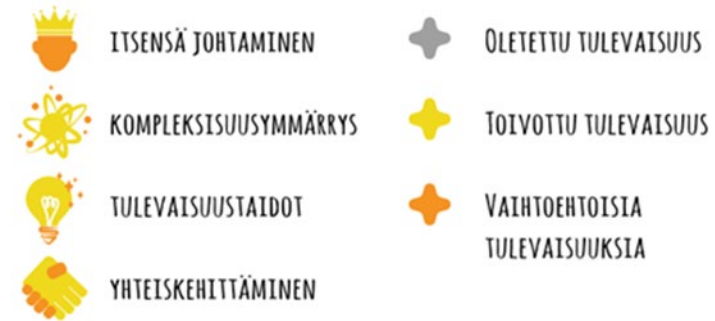 ITSENSÄ JOHTAMINEN
KOMPLEKSISUUSYMMÄRRYS
TULEVAISUUSTAIDOT
YHTEISKEHITTÄMINEN
OLETETTU TULEVAISUUS
TOIVOTTU TULEVAISUUS
VAIHTOEHTOISIA
TULEVAISUUKSIA